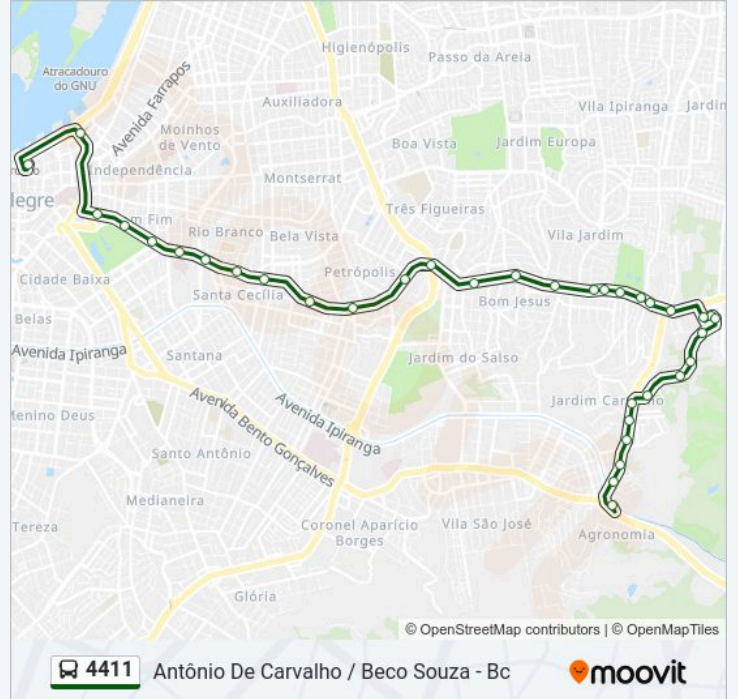 Higienópolis
Passo da Areia
Atracadouro
do GNU
Avenida Farrapos
Auxiliadora
Vila Ipiranga
Jardin
Moinhos
de Vento
Boa Vista
Jardim Europa
Independência
Montserrat
legre
Três Figueiras
m Fim
Rio Branco
Bela Vista
Vila Jardim
Petrópolis
Cidade Baixa
Santa Cecília
Bom Jesus
Belas
Avenida Ipiranga
Santana
Jardim do Salso
Menino Deus
Avenida Bento Gonçalves
Avenida Ipiranga
Jardim Ca
o
Santo Antônio
Medianeira
Tereza
Coronel Aparício
Borges
Vila São José
Agronomia
Glória
© OpenStreetMap contributors | © OpenMapTiles
4411 Antônio De Carvalho / Beco Souza - Bc moovit